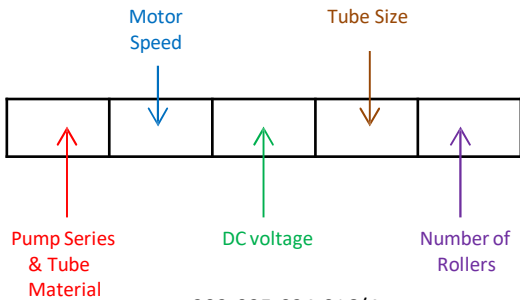 Motor
Speed
Tube Size
Pump Series
& Tube
Material
DC voltage
Number of
Rollers